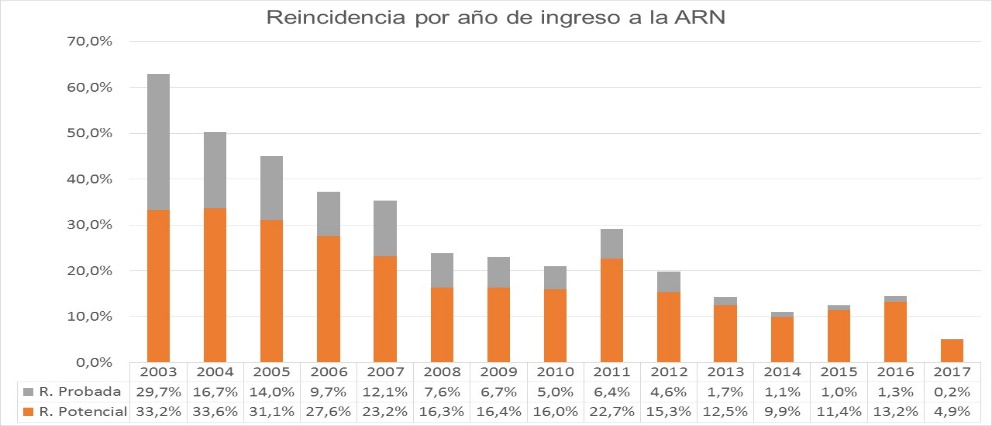 Reincidencia por año de ingreso a la ARN
70,0%
60,0%
50,0%
40,0%
30,0%
20,0%
10,0%
0,0%
2003 2004 2005 2006 2007 2008 2009 2010 2011 2012 2013 2014 2015 2016 2017
R. Probada 29,7% 16,7% 14,0% 9,7% 12,1% 7,6% 6,7% 5,0% 6,4% 4,6% 1,7% 1,1% 1,0% 1,3% 0,2%
R. Potencial 33,2% 33,6% 31,1% 27,6% 23,2% 16,3% 16,4% 16,0% 22,7% 15,3% 12,5% 9,9% 11,4% 13,2% 4,9%